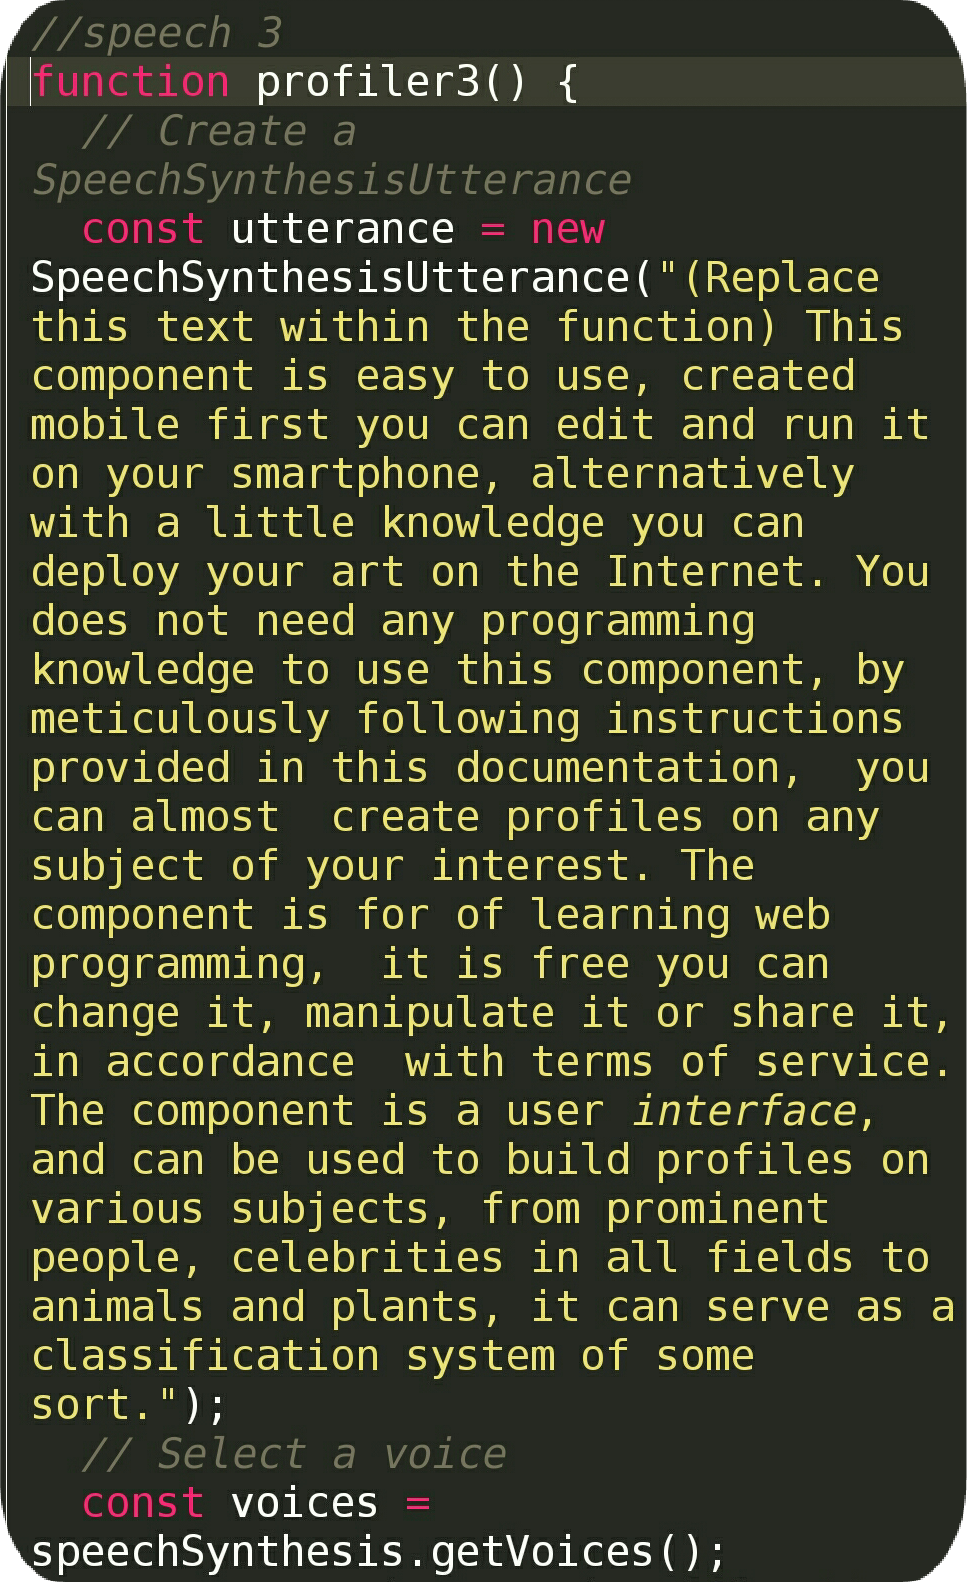 //speech 3
function profiler3() {
  // Create a
SpeechSynthesisUtterance
  const utterance = new
SpeechSynthesisUtterance("(Replace
this text within the function) This
component is easy to use, created
mobile first you can edit and run it
on your smartphone, alternatively
with a little knowledge you can
deploy your art on the Internet. You
does not need any programming
knowledge to use this component, by
meticulously following instructions
provided in this documentation,  you
can almost  create profiles on any
subject of your interest. The
component is for of learning web
programming,  it is free you can
change it, manipulate it or share it,
in accordance  with terms of service.
The component is a user interface,
and can be used to build profiles on
various subjects, from prominent
people, celebrities in all fields to
animals and plants, it can serve as a
classification system of some
sort.");
  // Select a voice
  const voices =
speechSynthesis.getVoices();